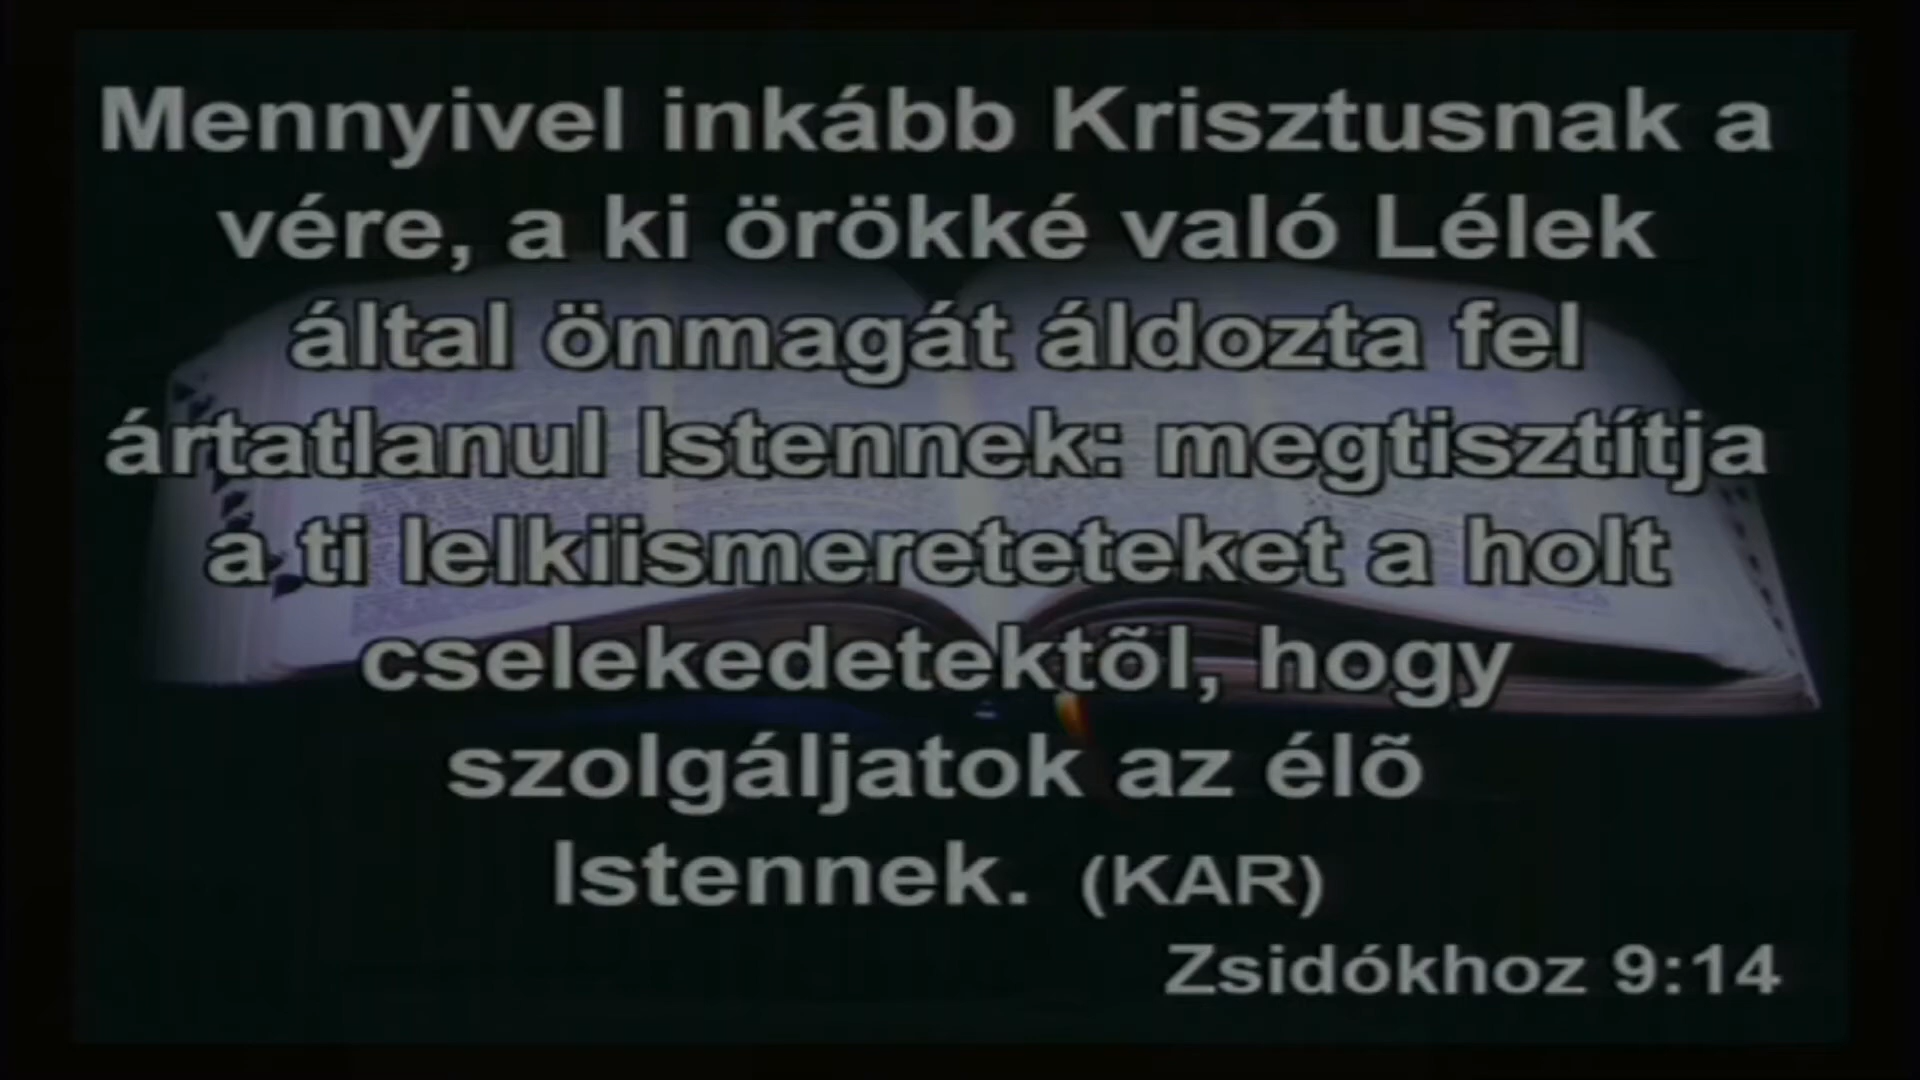 Mennyivel inkább Krisztusnak a
vére, a ki örökké való Lélek
által önmagát áldozta fel
ártatlanul Istennek: megtisztítja
a ti lelkiismereteteket a holt
cselekedetektõl, hogy
szolgáljatok az élõ
Istennek. (KAR)
Zsidókhoz 9:14